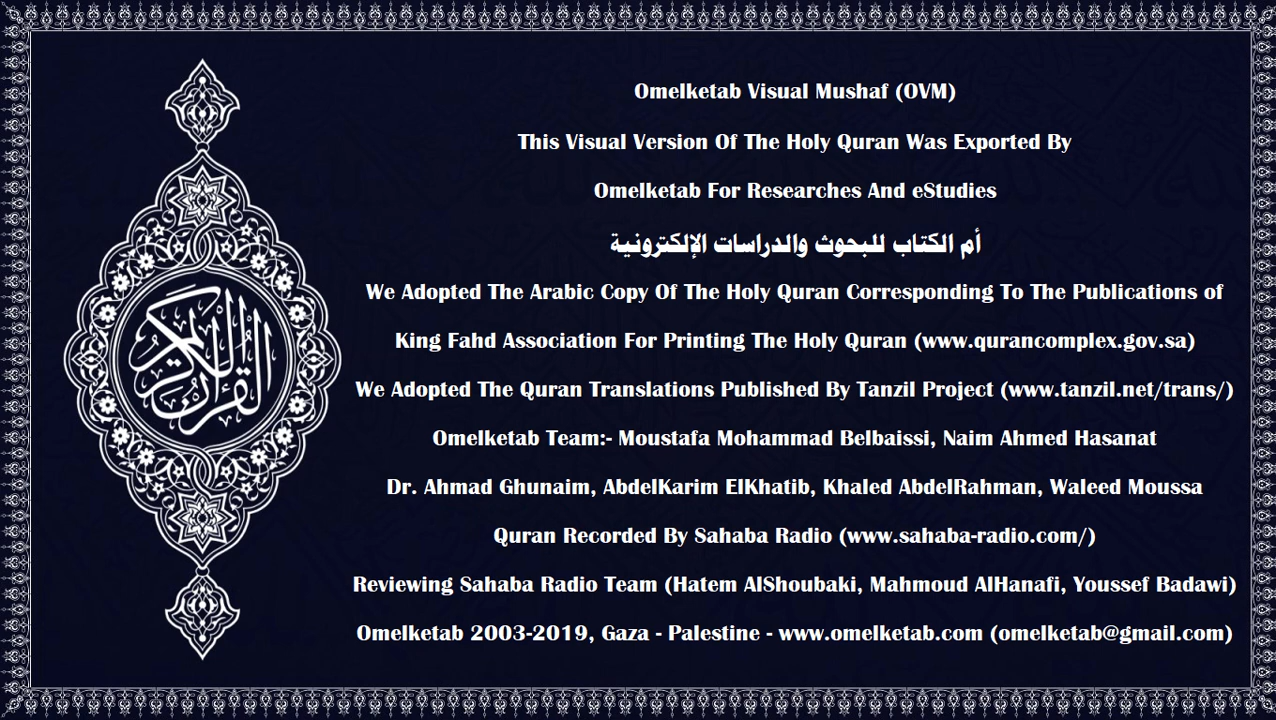 القرآن الكريم
Omelketab Visual Mushaf (OVM)
This Visual Version Of The Holy Quran Was Exported By
Omelketab For Researches And eStudies
أم الكتاب للبحوث والدراسات الإلكترونية
We Adopted The Arabic Copy Of The Holy Quran Corresponding To The Publications of
King Fahd Association For Printing The Holy Quran (www.qurancomplex.gov.sa)
We Adopted The Quran Translations Published By Tanzil Project (www.tanzil.net/trans/)
Omelketab Team:- Moustafa Mohammad Belbaissi, Naim Ahmed Hasanat
Dr. Ahmad Ghunaim, AbdelKarim ElKhatib, Khaled AbdelRahman, Waleed Moussa
Quran Recorded By Sahaba Radio (www.sahaba-radio.com/)
Reviewing Sahaba Radio Team (Hatem AlShoubaki, Mahmoud AlHanafi, Youssef Badawi)
Omelketab 2003-2019, Gaza - Palestine - www.omelketab.com (omelketab@gmail.com)